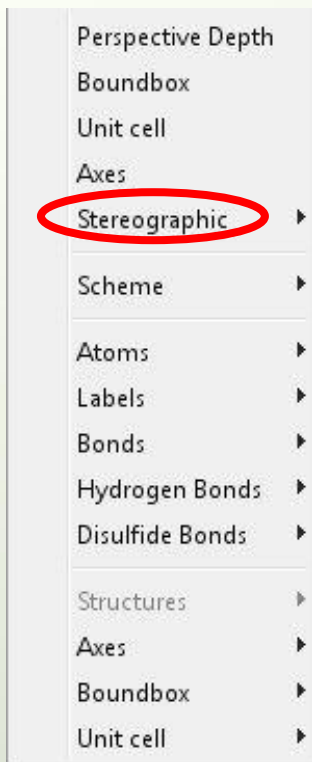 Perspective Depth
Boundbox
Unit cell
Axes
Stereographic
Scheme
Atoms
Labels
Bonds
Hydrogen Bonds
Disulfide Bonds
Structures
Axes
Boundbox
Unit cell